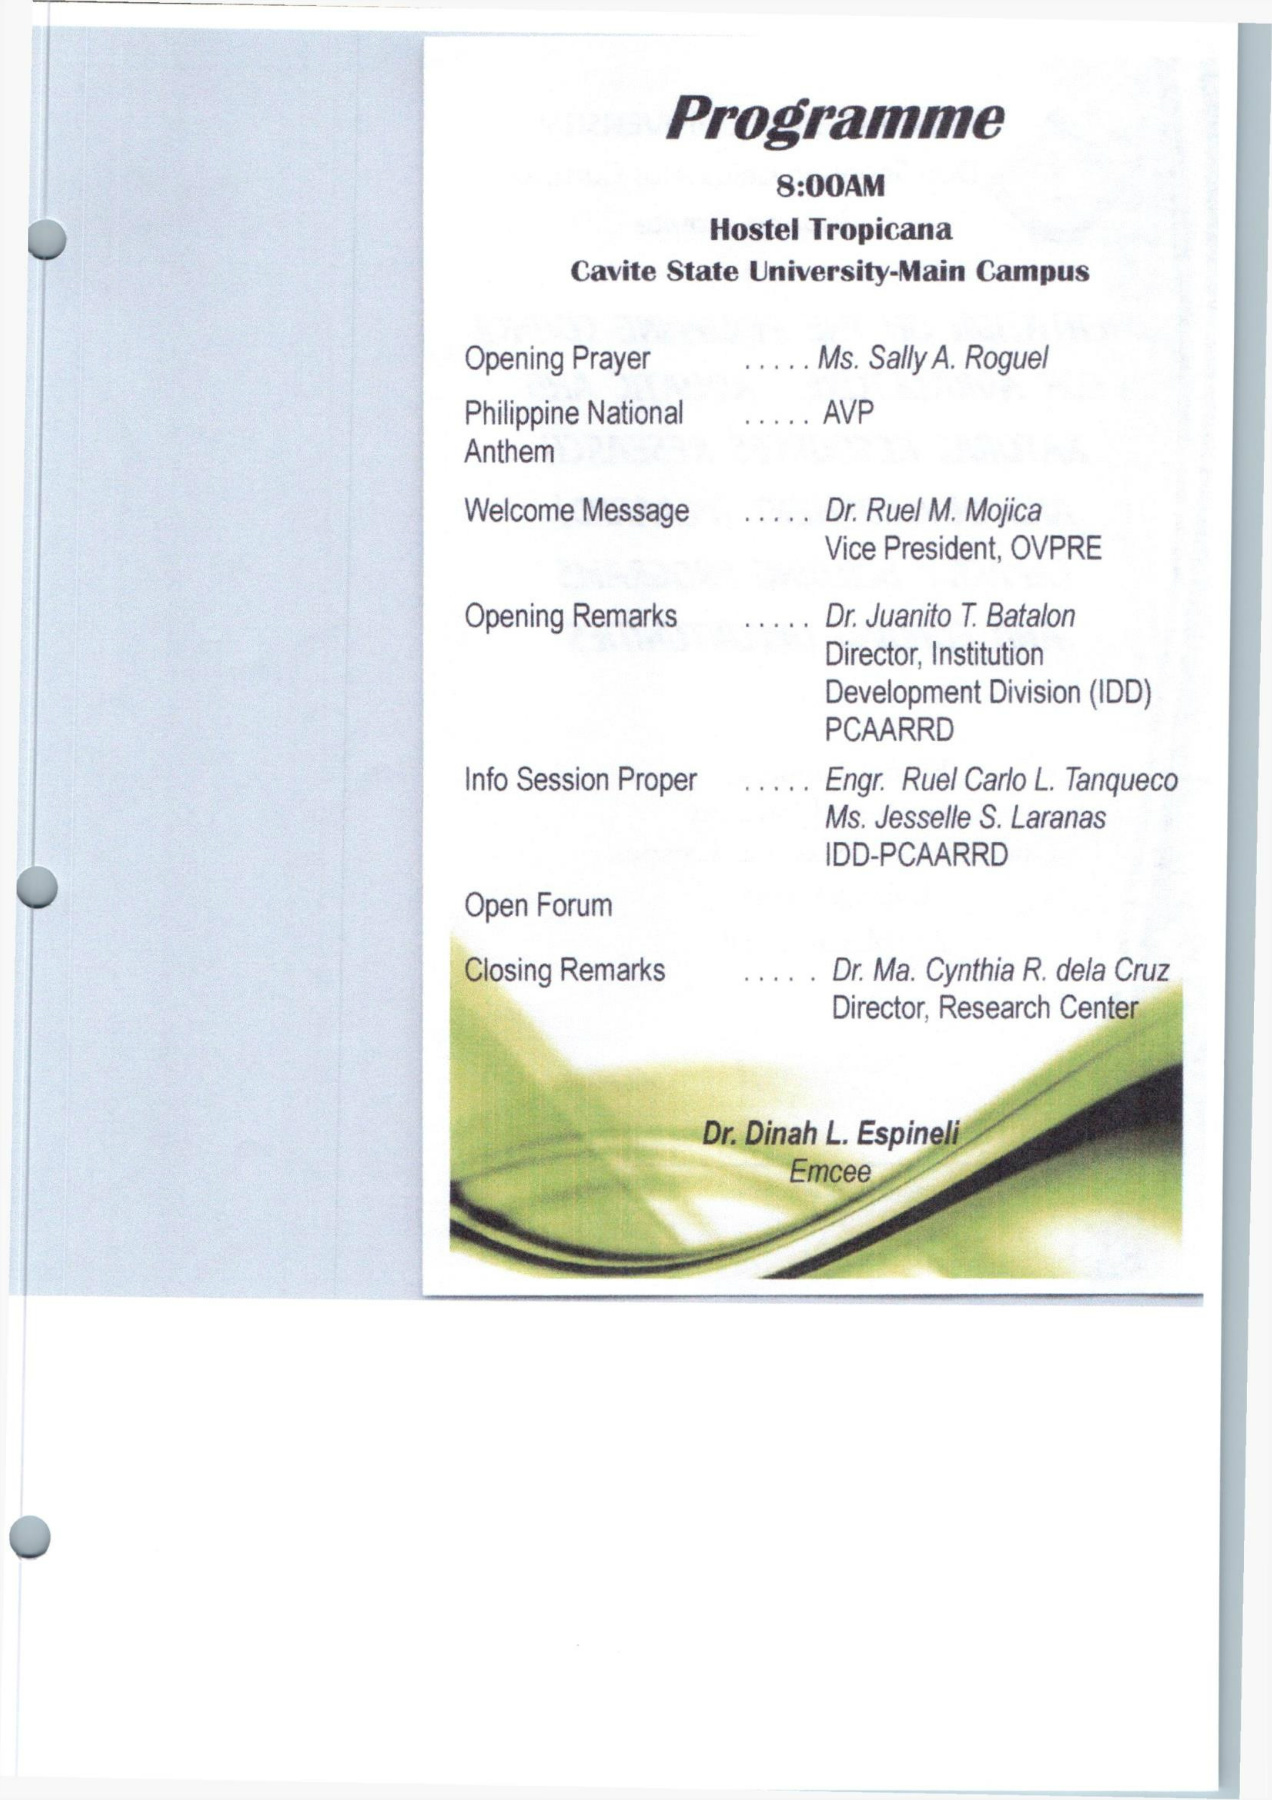 Programme
8:00AM
Hostel Tropicana
Cavite State University-Main Campus
Opening Prayer ..... Ms. Sally A. Roguel
Philippine National ..... AVP
Anthem
Welcome Message ..... Dr. Ruel M. Mojica
Vice President, OVPRE
Opening Remarks ..... Dr. Juanito T. Batalon
Director, Institution
Development Division (IDD)
PCAARRD
Info Session Proper ..... Engr. Ruel Carlo L. Tanqueco
Ms. Jesselle S. Laranas
IDD-PCAARRD
Open Forum
Closing Remarks ..... Dr. Ma. Cynthia R. dela Cruz
Director, Research Center
Dr. Dinah L. Espineli
Emcee